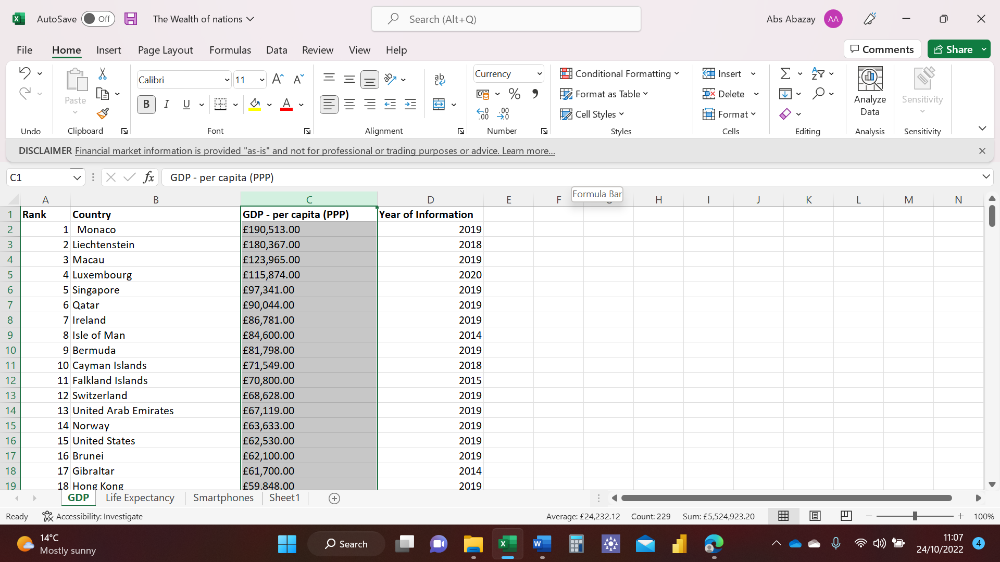 AutoSave Off The Wealth of nations Search (Alt+Q) Abs Abazay AA
File Home Insert Page Layout Formulas Data Review View Help Comments Share
Calibri 11 Currency Conditional Formatting Insert
Paste Format as Table Delete Analyze Data Sensitivity
B I U Cell Styles Format
Undo Clipboard Font Alignment Number Styles Cells Editing Analysis Sensitivity
DISCLAIMER Financial market information is provided "as-is" and not for professional or trading purposes or advice. Learn more...
C1 fx GDP - per capita (PPP)
Formula Bar
A B C D E F H I J K L M N
1 Rank Country GDP - per capita (PPP) Year of Information
2 1 Monaco £190,513.00 2019
3 2 Liechtenstein £180,367.00 2018
4 3 Macau £123,965.00 2019
5 4 Luxembourg £115,874.00 2020
6 5 Singapore £97,341.00 2019
7 6 Qatar £90,044.00 2019
8 7 Ireland £86,781.00 2019
9 8 Isle of Man £84,600.00 2014
10 9 Bermuda £81,798.00 2019
11 10 Cayman Islands £71,549.00 2018
12 11 Falkland Islands £70,800.00 2015
13 12 Switzerland £68,628.00 2019
14 13 United Arab Emirates £67,119.00 2019
15 14 Norway £63,633.00 2019
16 15 United States £62,530.00 2019
17 16 Brunei £62,100.00 2019
18 17 Gibraltar £61,700.00 2014
19 18 Hong Kong £59,848.00 2019
GDP Life Expectancy Smartphones Sheet1
Ready Accessibility: Investigate Average: £24,232.12 Count: 229 Sum: £5,524,923.20 100%
14°C
Mostly sunny
Search
11:07
24/10/2022
4